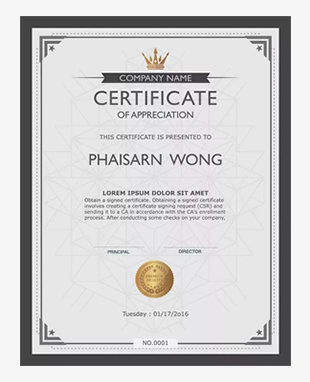 COMPANY NAME
CERTIFICATE
OF APPRECIATION
THIS CERTIFICATE IS PRESENTED TO
PHAISARN WONG
LOREM IPSUM DOLOR SIT AMET
Obtain a signed certificate. Obtaining a signed certificate
involves creating a certificate signing request (CSR) and
sending it to a CA in accordance with the CA's enrollment
process. After conducting some checks on your company,
PRINCIPAL
DIRECTOR
Tuesday : 01/17/2016
NO.0001